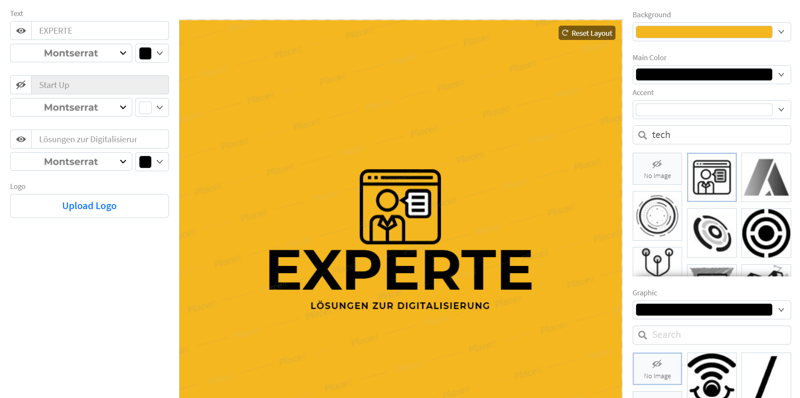 Text
EXPERTE
Montserrat
Start Up
Montserrat
Lösungen zur Digitalisierun
Montserrat
Logo
Upload Logo
Reset Layout
EXPERTE
LÖSUNGEN ZUR DIGITALISIERUNG
Background
Main Color
Accent
tech
No Image
Graphic
Search
No Image